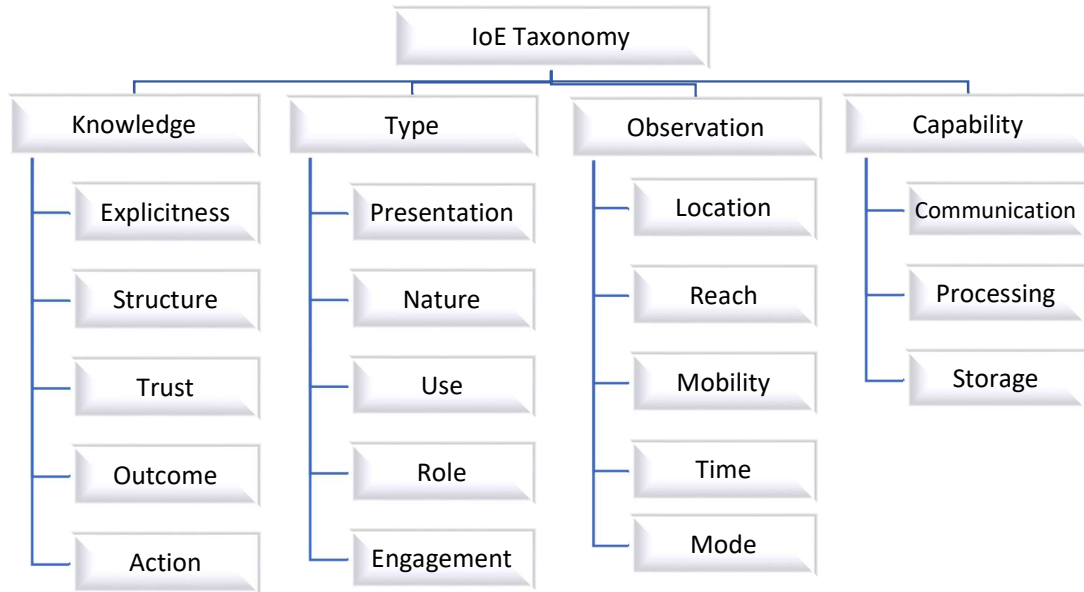 IoE Taxonomy
Knowledge
Explicitness
Structure
Trust
Outcome
Action
Type
Presentation
Nature
Use
Role
Engagement
Observation
Location
Reach
Mobility
Time
Mode
Capability
Communication
Processing
Storage